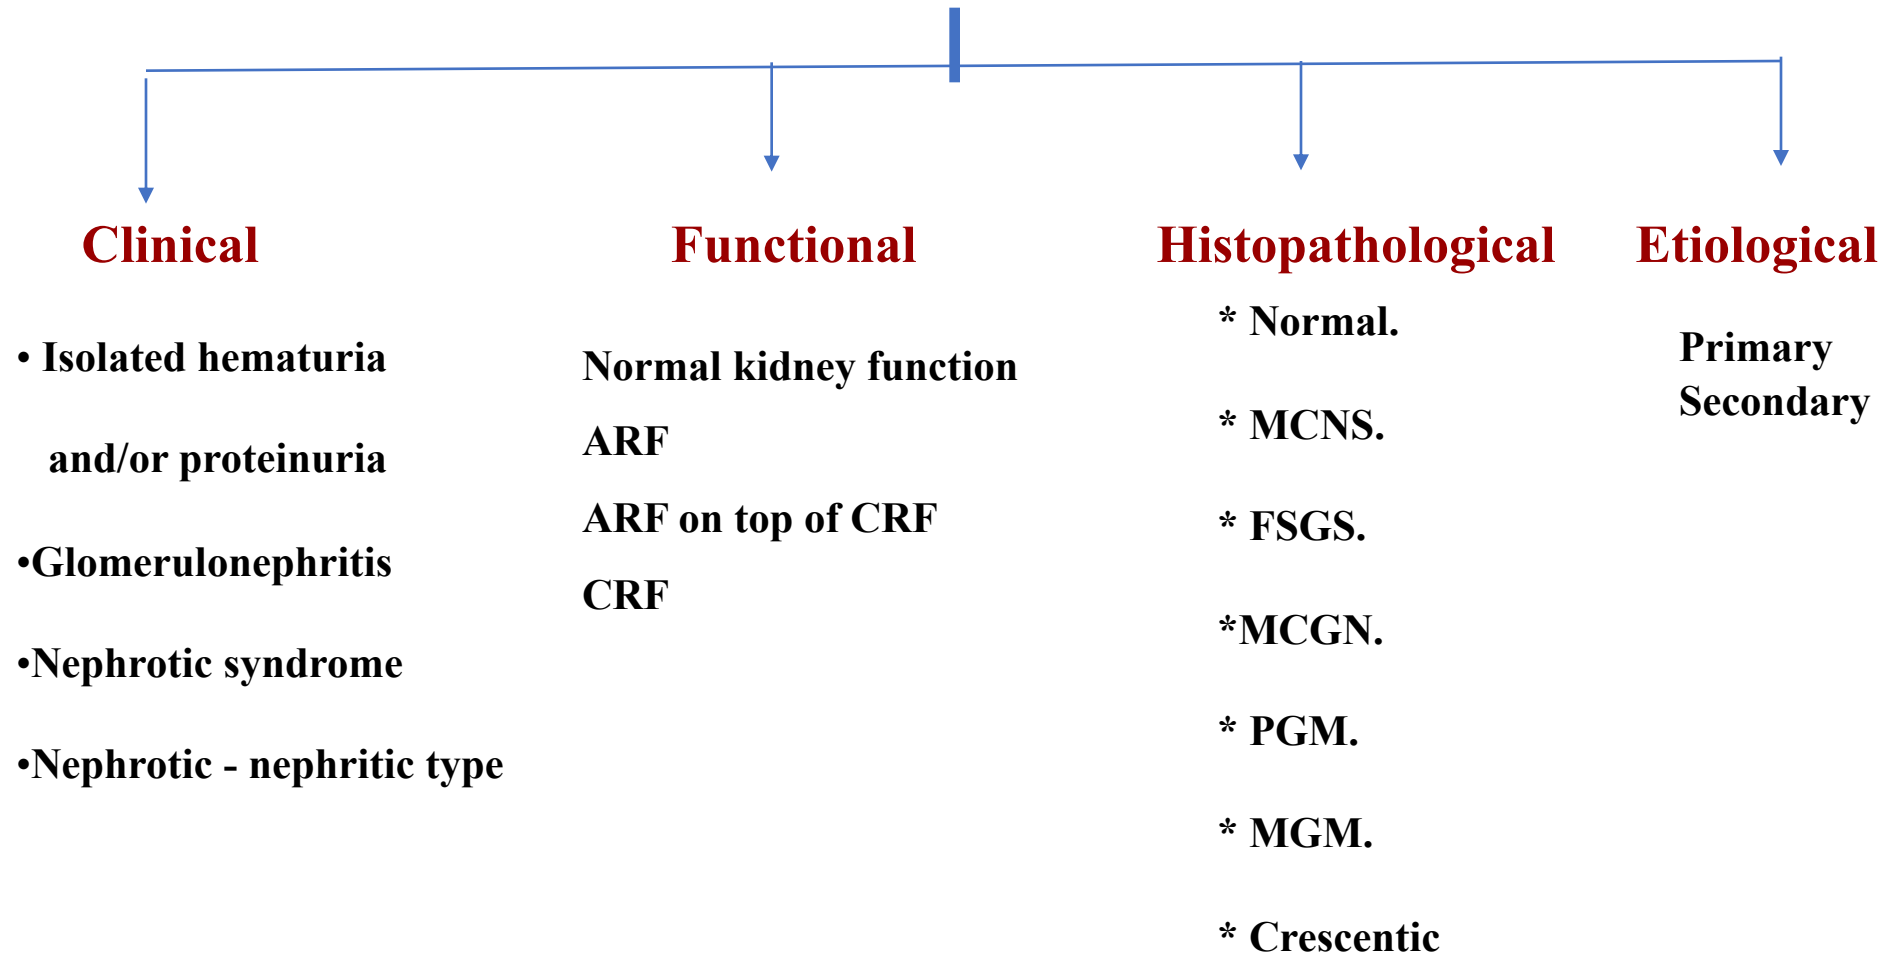 Clinical
• Isolated hematuria
and/or proteinuria
•Glomerulonephritis
•Nephrotic syndrome
•Nephrotic - nephritic type
Functional
Normal kidney function
ARF
ARF on top of CRF
CRF
Histopathological
* Normal.
* MCNS.
* FSGS.
*MCGN.
* PGM.
* MGM.
* Crescentic
Etiological
Primary
Secondary